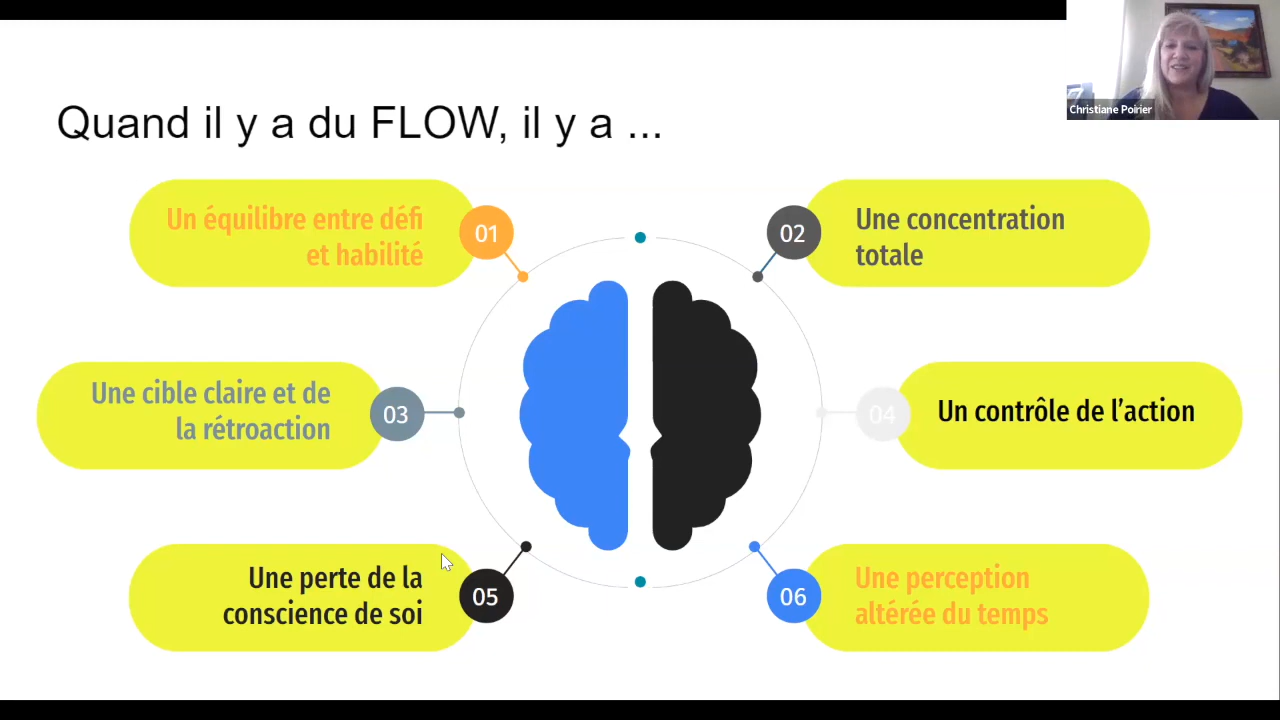 Christiane Poirier
Quand il y a du FLOW, il y a ...
Un équilibre entre défi
et habilité
01
02
Une concentration
totale
Une cible claire et de
la rétroaction
03
04
Un contrôle de l’action
Une perte de la
conscience de soi
05
06
Une perception
altérée du temps